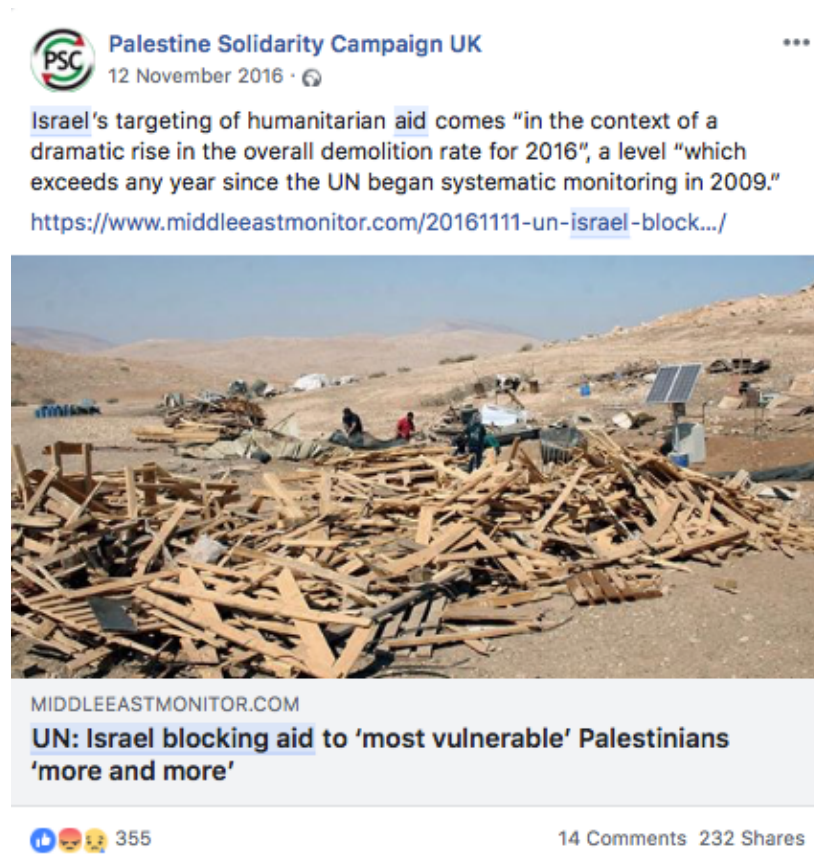 PSC
Palestine Solidarity Campaign UK
12 November 2016 ·
Israel's targeting of humanitarian aid comes “in the context of a
dramatic rise in the overall demolition rate for 2016”, a level “which
exceeds any year since the UN began systematic monitoring in 2009.”
https://www.middleeastmonitor.com/20161111-un-israel-block.../
MIDDLEEASTMONITOR.COM
UN: Israel blocking aid to ‘most vulnerable’ Palestinians
‘more and more’
355
14 Comments 232 Shares